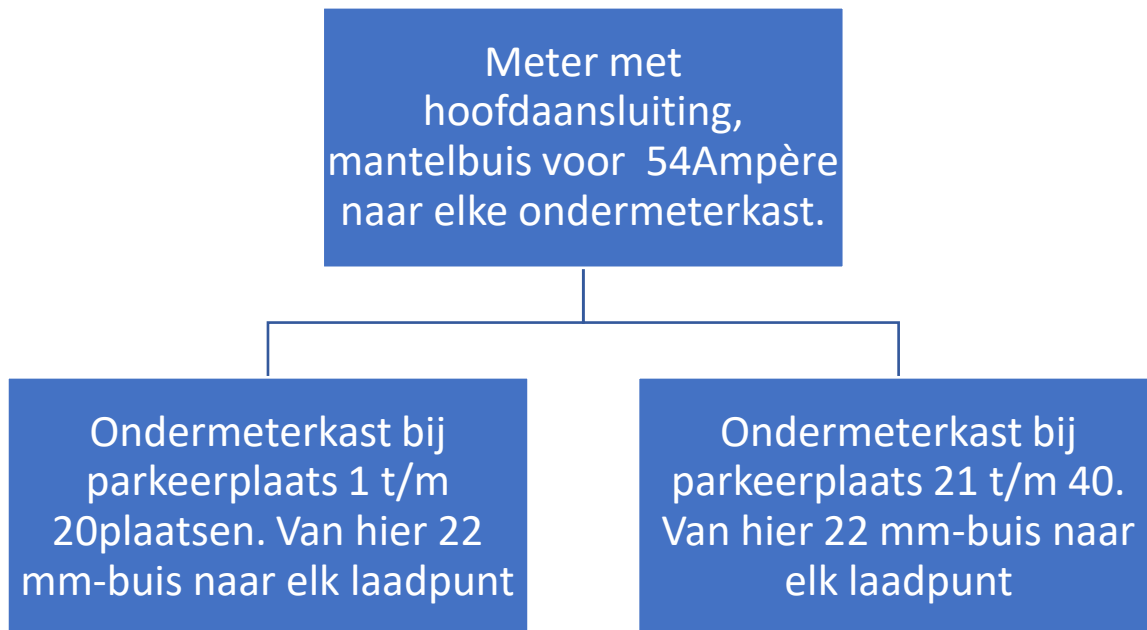 Meter met
hoofdaansluiting,
mantelbuis voor  54Ampère
naar elke ondermeterkast.
Ondermeterkast bij
parkeerplaats 1 t/m
20plaatsen. Van hier 22
mm-buis naar elk laadpunt
Ondermeterkast bij
parkeerplaats 21 t/m 40.
Van hier 22 mm-buis naar
elk laadpunt